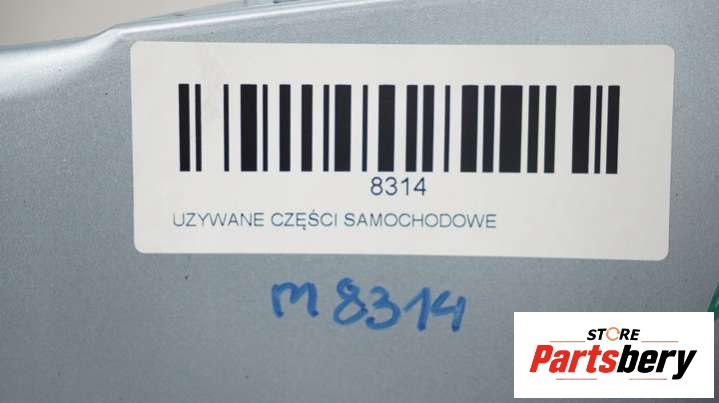 8314
UZYWANE CZĘŚCI SAMOCHODOWE
m 8314
STORE
Partsbery